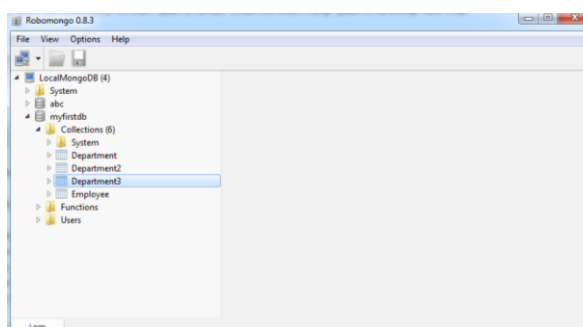 Robomongo 0.8.3
File View Options Help
LocalMongoDB (4)
System
abc
myfirstdb
Collections (6)
System
Department
Department2
Department3
Employee
Functions
Users
Logs